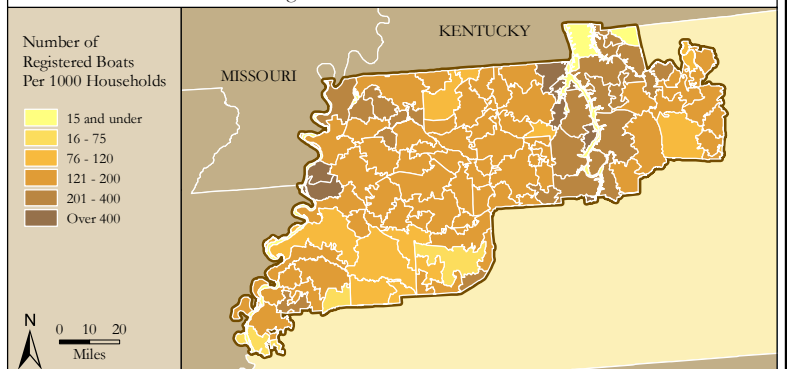 KENTUCKY
MISSOURI
Number of
Registered Boats
Per 1000 Households
15 and under
16 - 75
76 - 120
121 - 200
201 - 400
Over 400
N
0 10 20
Miles